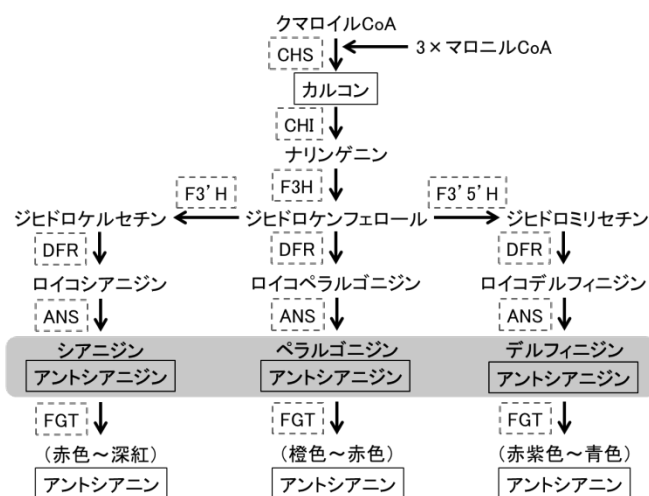 クマロイルCoA
CHS
3×マロニルCoA
カルコン
CHI
ナリンゲニン
F3'H
F3H
F3'5'H
ジヒドロケルセチン
ジヒドロケンフェロール
ジヒドロミリセチン
DFR
DFR
DFR
ロイコシアニジン
ロイコペラルゴニジン
ロイコデルフィニジン
ANS
ANS
ANS
シアニジン
ペラルゴニジン
デルフィニジン
アントシアニジン
アントシアニジン
アントシアニジン
FGT
FGT
FGT
(赤色～深紅)
(橙色～赤色)
(赤紫色～青色)
アントシアニン
アントシアニン
アントシアニン